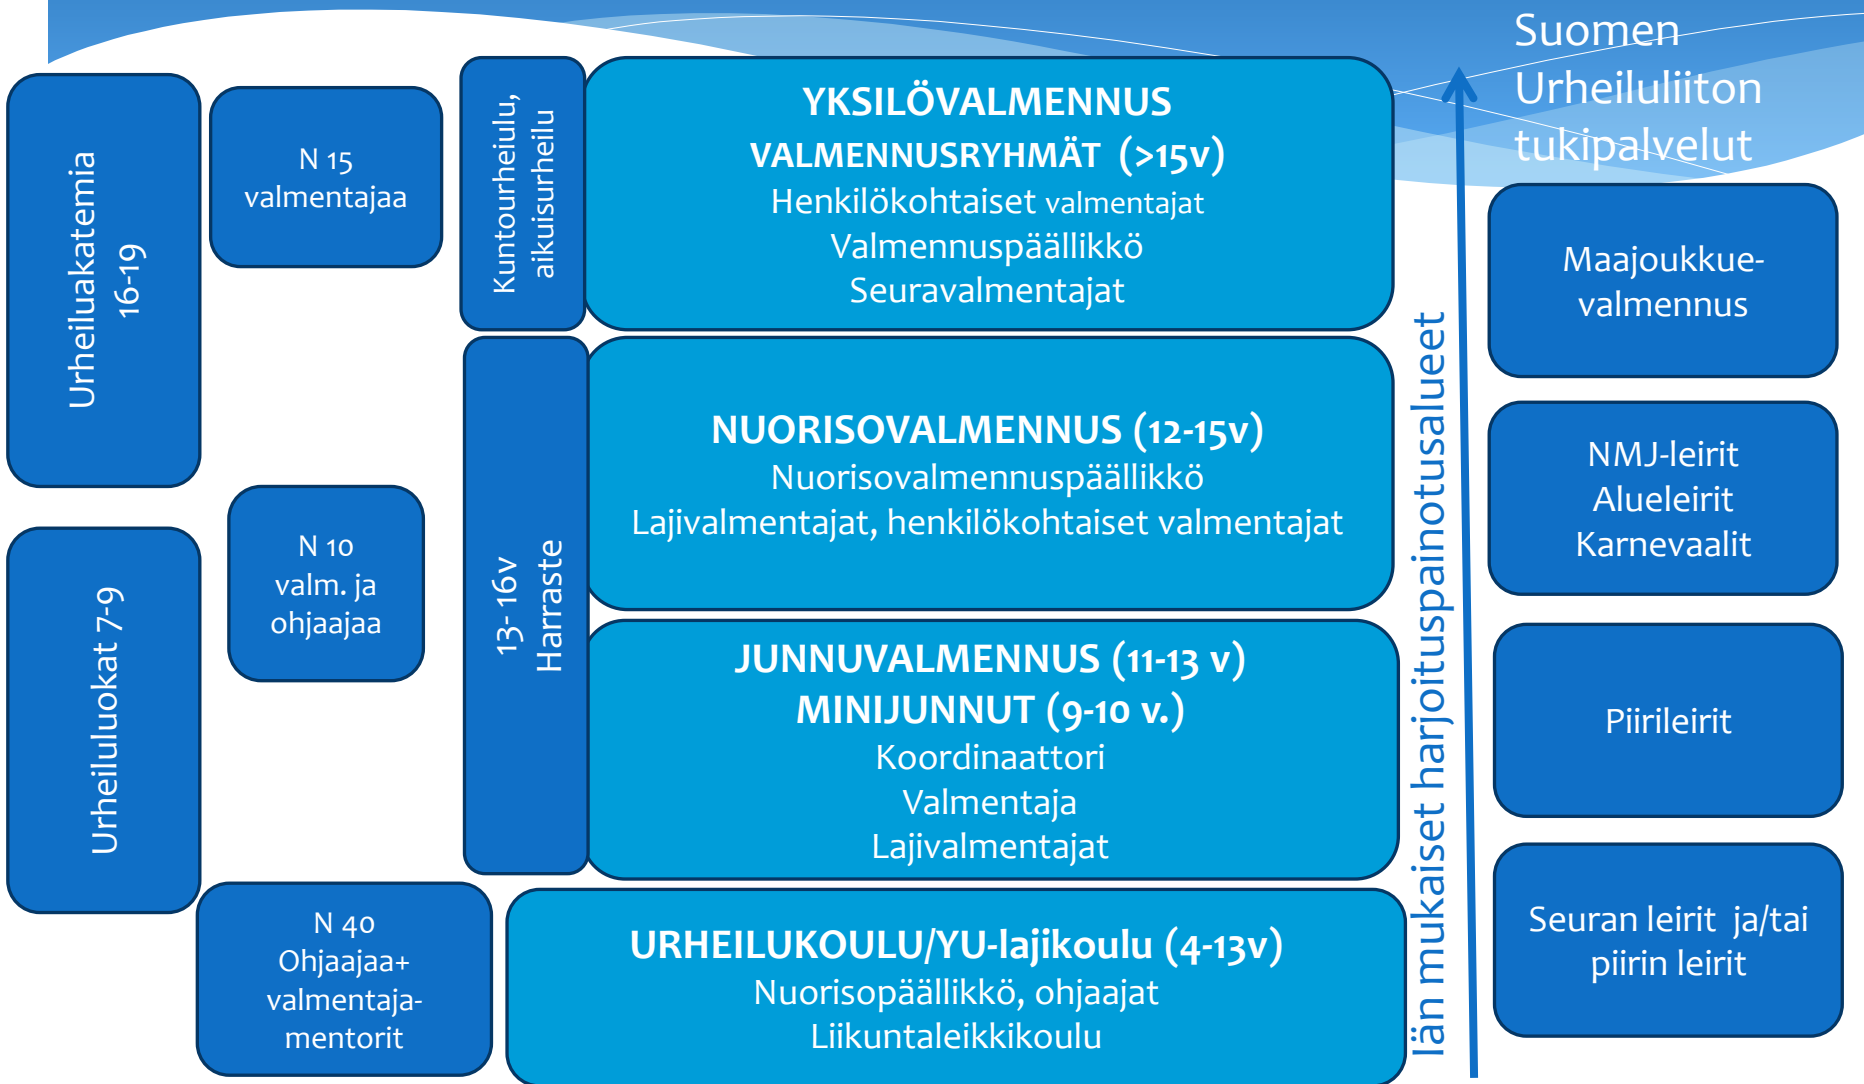 Suomen
Urheiluliiton
tukipalvelut
Urheiluakatemia
16-19
N 15
valmentajaa
Kuntourheiulu,
aikuisurheilu
YKSILÖVALMENNUS
VALMENNUSRYHMÄT (>15v)
Henkilökohtaiset valmentajat
Valmennuspäällikkö
Seuravalmentajat
Maajoukkue-
valmennus
Urheiluluokat 7-9
N 10
valm. ja
ohjaajaa
13- 16v
Harraste
NUORISOVALMENNUS (12-15v)
Nuorisovalmennuspäällikkö
Lajivalmentajat, henkilökohtaiset valmentajat
NMJ-leirit
Alueleirit
Karnevaalit
JUNNUVALMENNUS (11-13 v)
MINIJUNNUT (9-10 v.)
Koordinaattori
Valmentaja
Lajivalmentajat
Iän mukaiset harjoituspainotusalueet
Piirileirit
N 40
Ohjaajaa+
valmentaja-
mentorit
URHEILUKOULU/YU-lajikoulu (4-13v)
Nuorisopäällikkö, ohjaajat
Liikuntaleikkikoulu
Seuran leirit ja/tai
piirin leirit